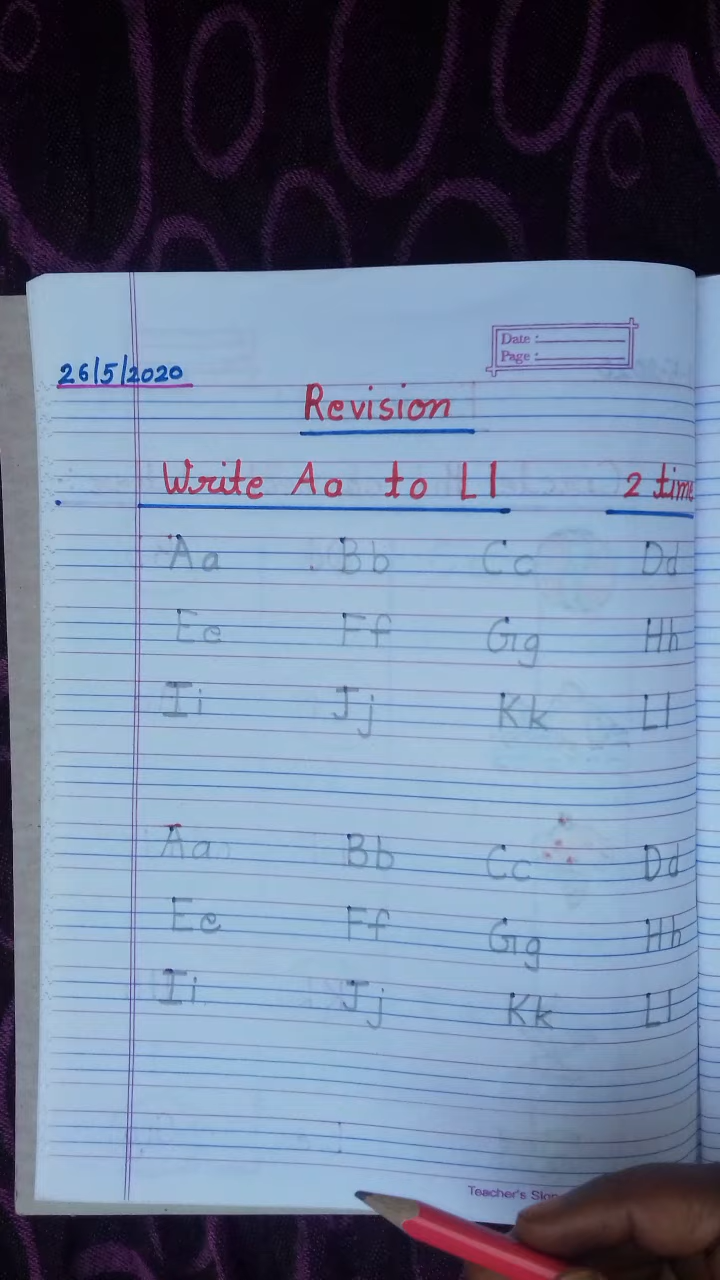 Date :
Page :
26/5/2020
Revision
Write Aa to Ll 2 tim
Aa Bb Cc Dd
Ee Ff Gg Hh
Ii Jj Kk Ll
Aa Bb Cc Dd
Ee Ff Gg Hh
Ii Jj Kk Ll
Teacher's Sign